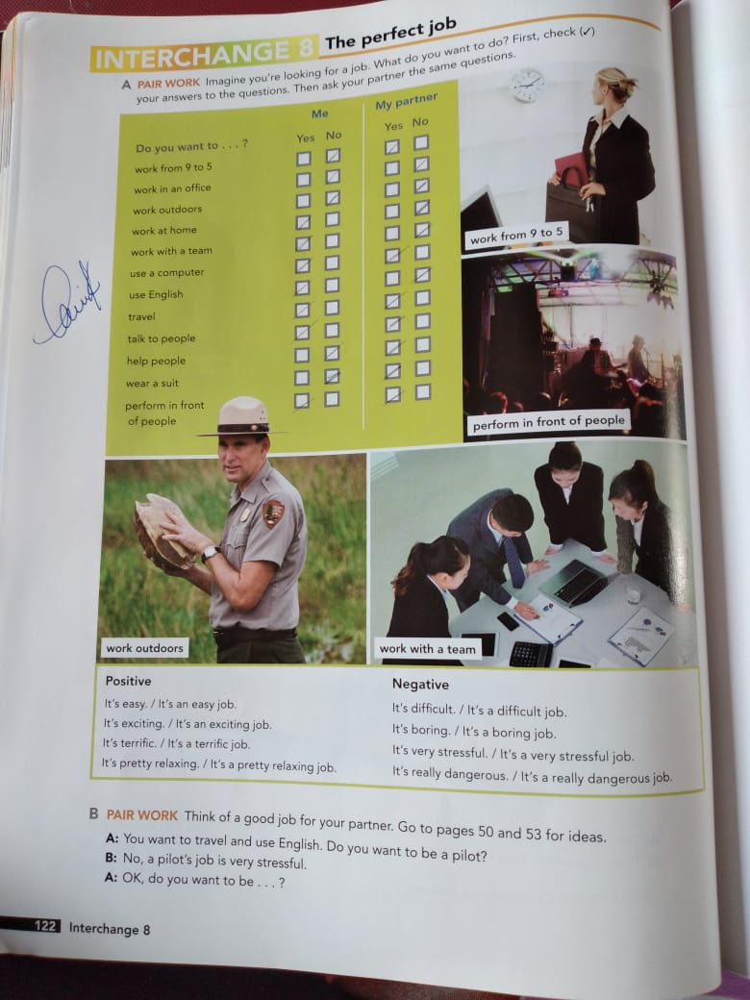 INTERCHANGE 8 The perfect job
A PAIR WORK Imagine you're looking for a job. What do you want to do? First, check (✓)
your answers to the questions. Then ask your partner the same questions.
Me My partner
Do you want to . . . ? Yes No Yes No
work from 9 to 5
work in an office
work outdoors
work at home
work with a team
use a computer
use English
travel
talk to people
help people
wear a suit
perform in front
of people
work from 9 to 5
perform in front of people
work outdoors
work with a team
Positive
It's easy. / It's an easy job.
It's exciting. / It's an exciting job.
It's terrific. / It's a terrific job.
It's pretty relaxing. / It's a pretty relaxing job.
Negative
It's difficult. / It's a difficult job.
It's boring. / It's a boring job.
It's very stressful. / It's a very stressful job.
It's really dangerous. / It's a really dangerous job.
B PAIR WORK Think of a good job for your partner. Go to pages 50 and 53 for ideas.
A: You want to travel and use English. Do you want to be a pilot?
B: No, a pilot's job is very stressful.
A: OK, do you want to be . . . ?
122 Interchange 8